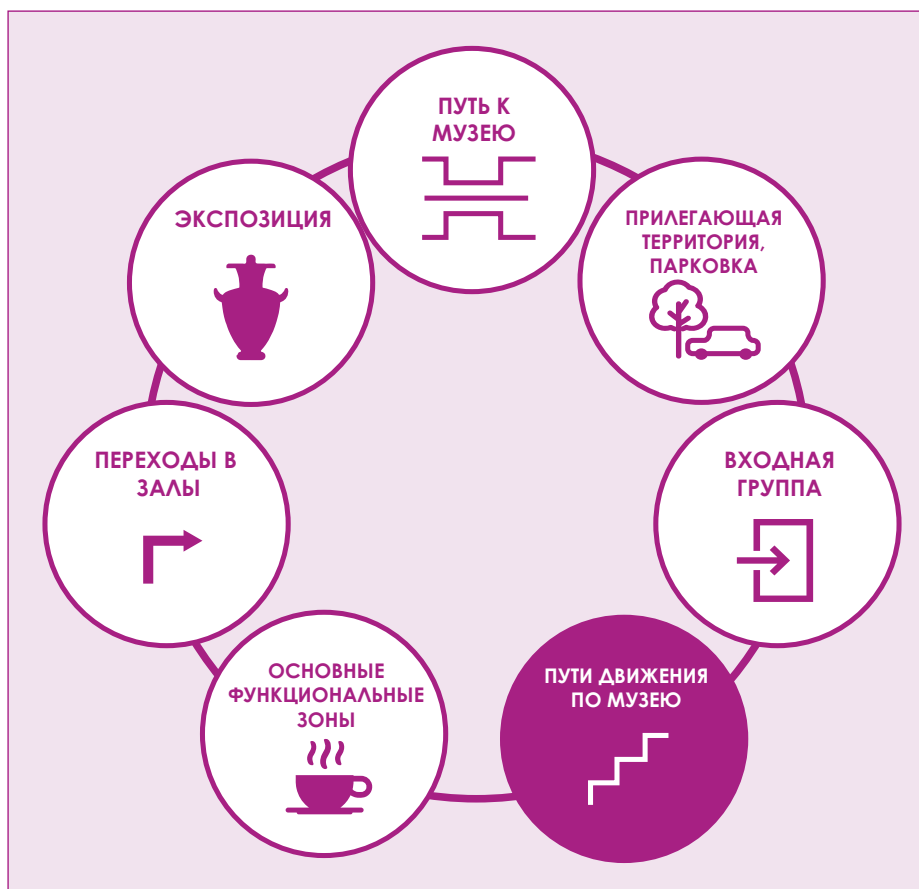 ПУТЬ К
МУЗЕЮ
ПРИЛЕГАЮЩАЯ
ТЕРРИТОРИЯ,
ПАРКОВКА
ВХОДНАЯ
ГРУППА
ПУТИ ДВИЖЕНИЯ
ПО МУЗЕЮ
ОСНОВНЫЕ
ФУНКЦИОНАЛЬНЫЕ
ЗОНЫ
ПЕРЕХОДЫ В
ЗАЛЫ
ЭКСПОЗИЦИЯ